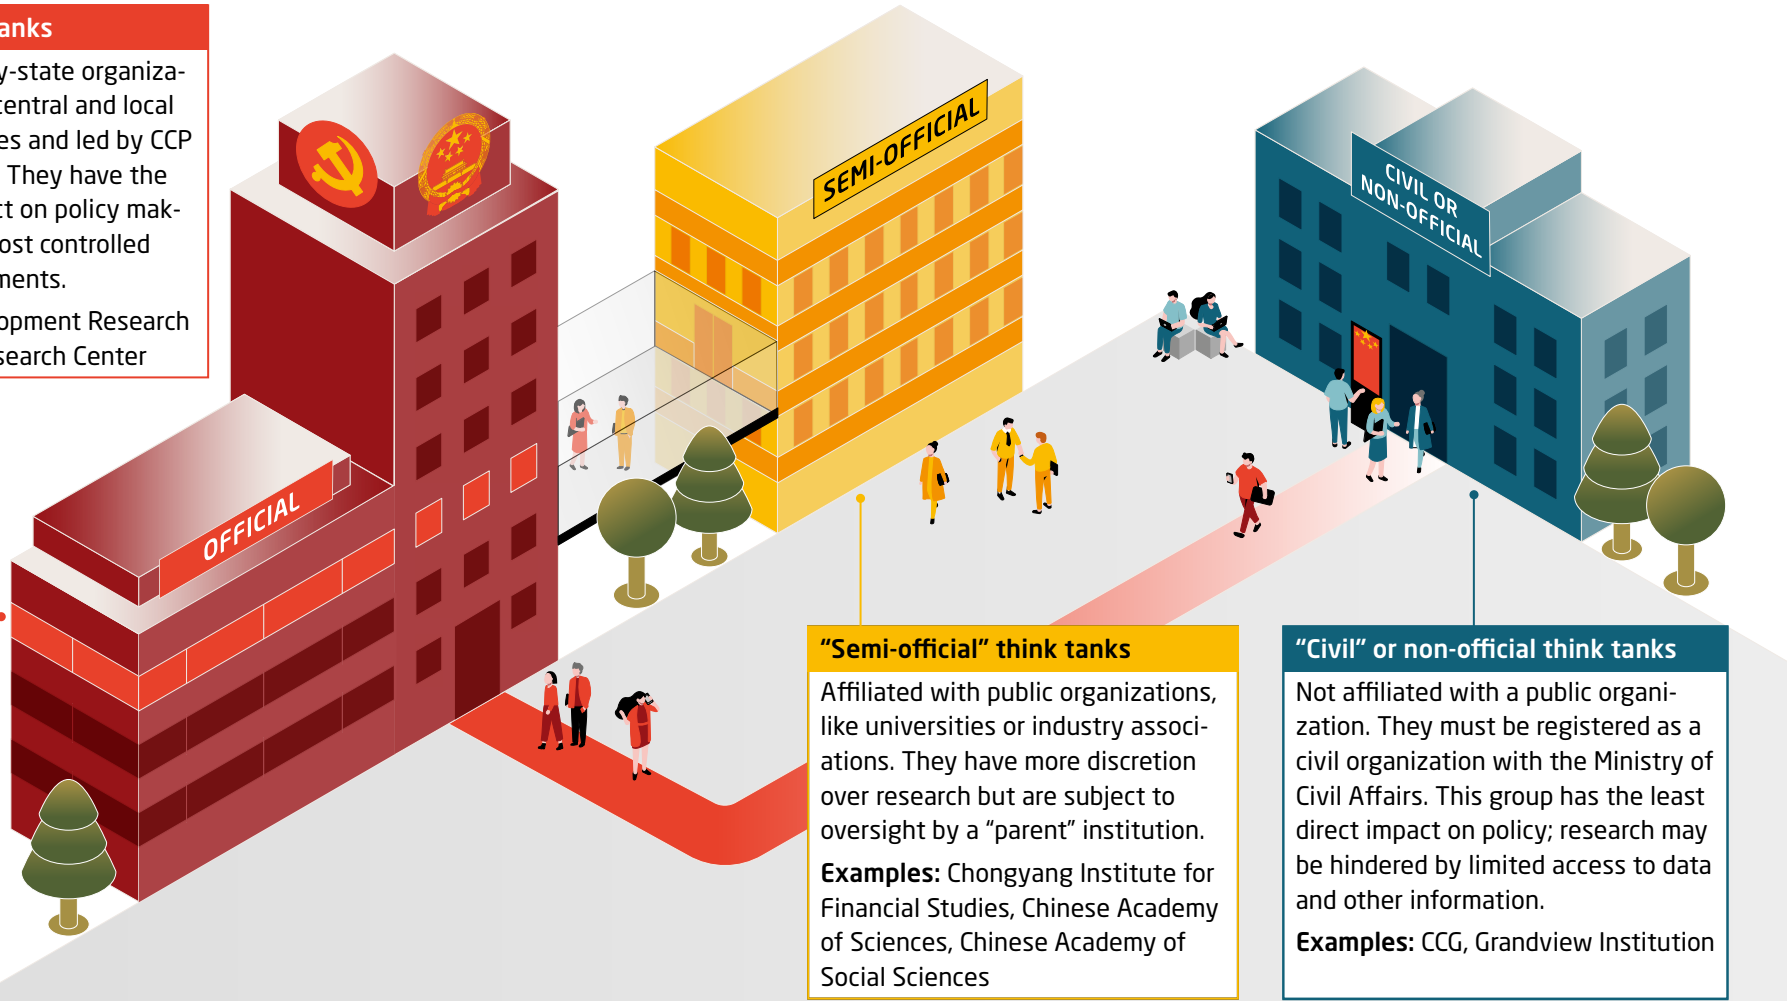 anks
y-state organiza-
central and local
es and led by CCP
They have the
ct on policy mak-
ost controlled
ments.
opment Research
search Center
SEMI-OFFICIAL
CIVIL OR
NON-OFFICIAL
OFFICIAL
“Semi-official” think tanks
Affiliated with public organizations,
like universities or industry associ-
ations. They have more discretion
over research but are subject to
oversight by a “parent” institution.
Examples: Chongyang Institute for
Financial Studies, Chinese Academy
of Sciences, Chinese Academy of
Social Sciences
“Civil” or non-official think tanks
Not affiliated with a public organi-
zation. They must be registered as a
civil organization with the Ministry of
Civil Affairs. This group has the least
direct impact on policy; research may
be hindered by limited access to data
and other information.
Examples: CCG, Grandview Institution